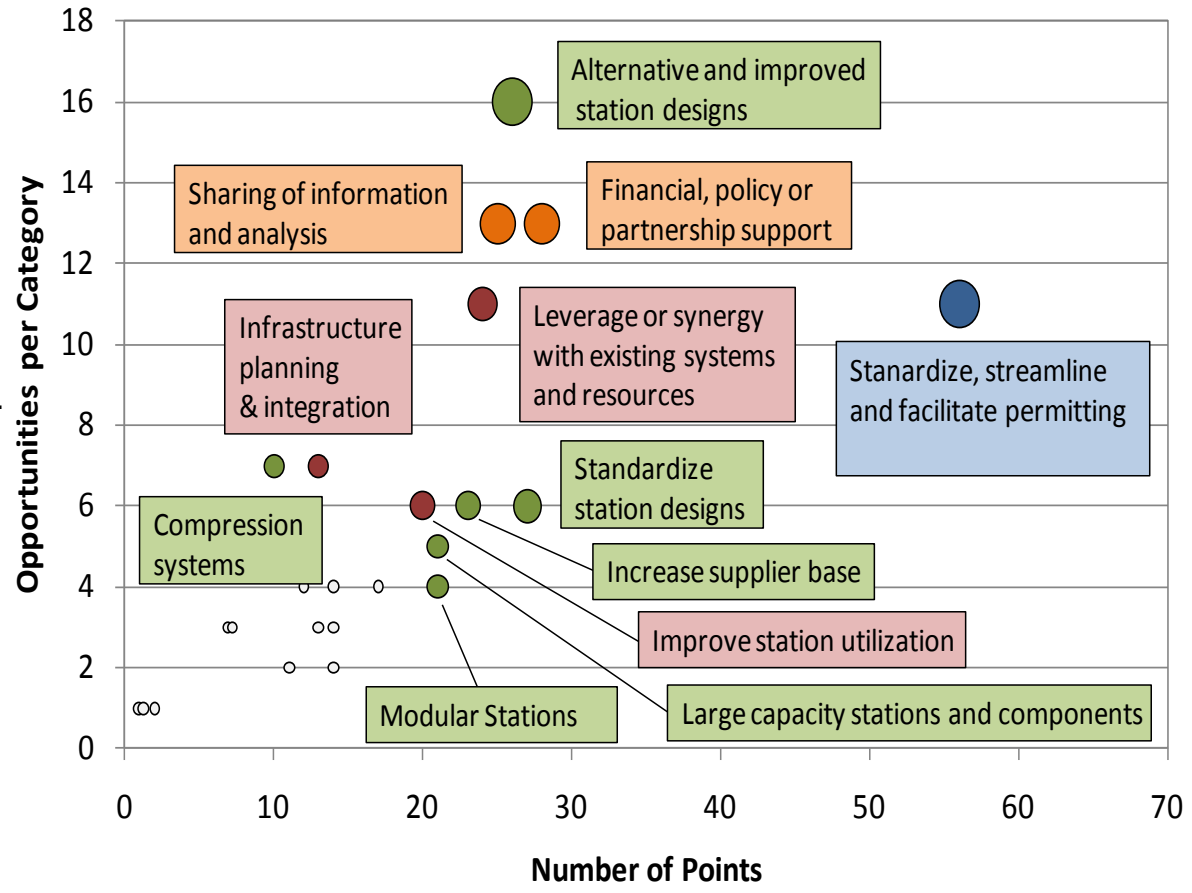 18
16
14
12
10
8
6
4
2
0
Opportunities per Category
Alternative and improved
station designs
Sharing of information
and analysis
Financial, policy or
partnership support
Infrastructure
planning
& integration
Leverage or synergy
with existing systems
and resources
Stanardize, streamline
and facilitate permitting
Compression
systems
Standardize
station designs
Increase supplier base
Improve station utilization
Modular Stations
Large capacity stations and components
0 10 20 30 40 50 60 70
Number of Points